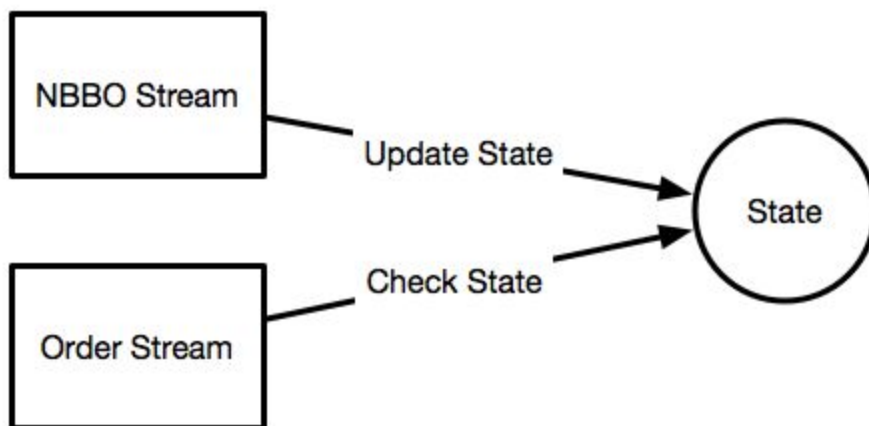 NBBO Stream
Update State
State
Check State
Order Stream